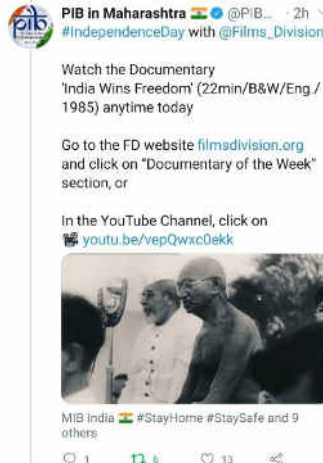 pib
PIB in Maharashtra 🇮🇳 @PIB... · 2h
#IndependenceDay with @Films_Division
Watch the Documentary
'India Wins Freedom' (22min/B&W/Eng /
1985) anytime today
Go to the FD website filmsdivision.org
and click on "Documentary of the Week"
section, or
In the YouTube Channel, click on
📽 youtu.be/vepQwxc0ekk
MIB India 🇮🇳 #StayHome #StaySafe and 9
others
1 6 13